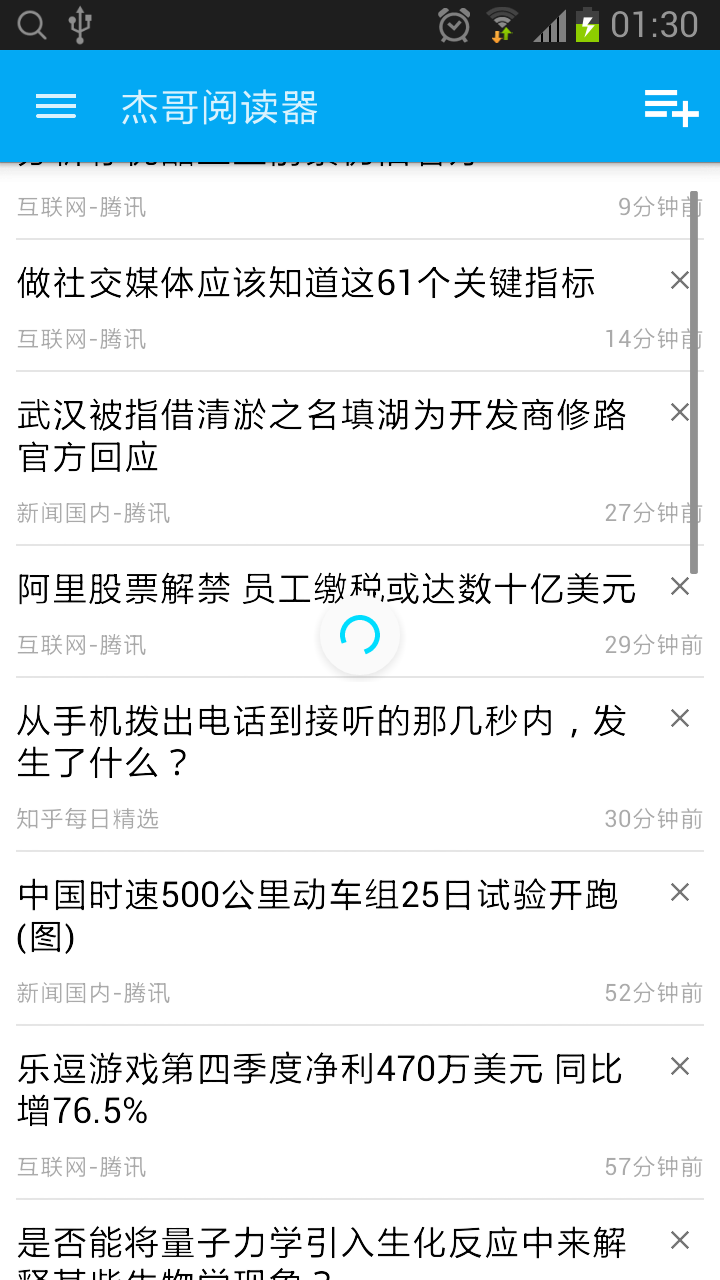 01:30
杰哥阅读器
互联网-腾讯 9分钟前
做社交媒体应该知道这61个关键指标
互联网-腾讯 14分钟前
武汉被指借清淤之名填湖为开发商修路
官方回应
新闻国内-腾讯 27分钟前
阿里股票解禁 员工缴税或达数十亿美元
互联网-腾讯 29分钟前
从手机拨出电话到接听的那几秒内，发
生了什么？
知乎每日精选 30分钟前
中国时速500公里动车组25日试验开跑
(图)
新闻国内-腾讯 52分钟前
乐逗游戏第四季度净利470万美元 同比
增76.5%
互联网-腾讯 57分钟前
是否能将量子力学引入生化反应中来解
释某些生物学现象？